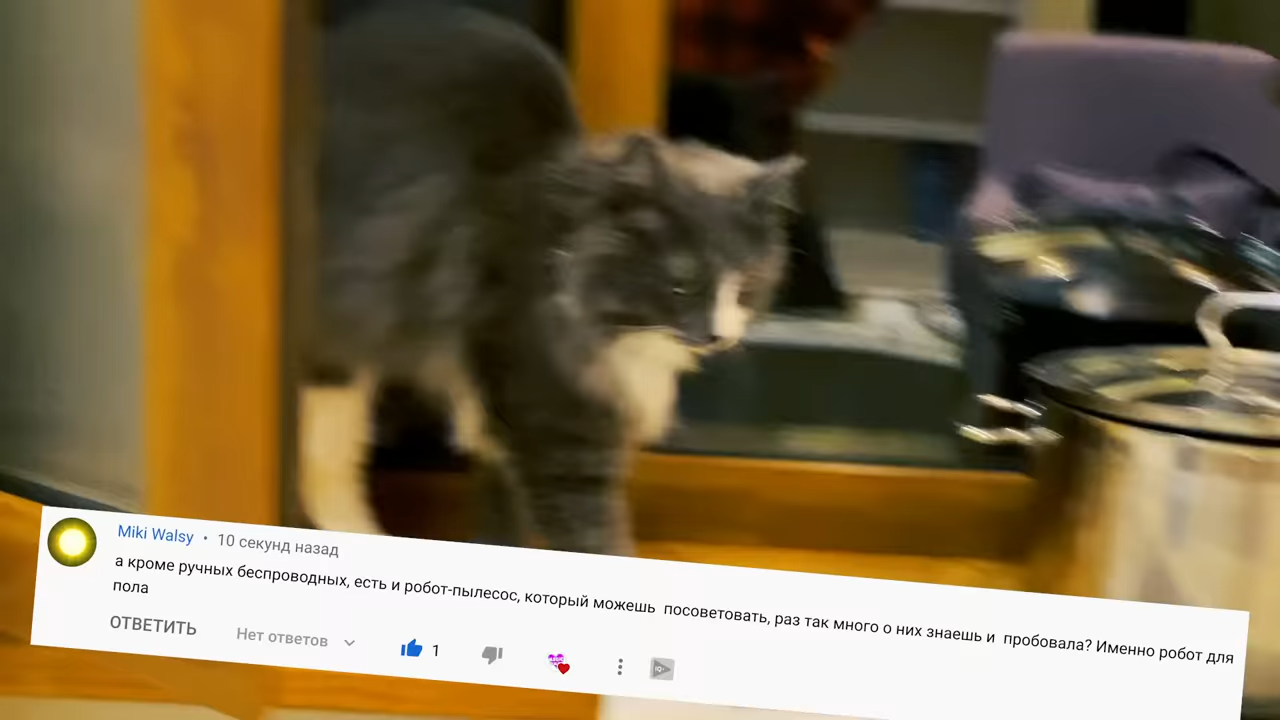 Miki Walsy • 10 секунд назад
а кроме ручных беспроводных, есть и робот-пылесос, который можешь  посоветовать, раз так много о них знаешь и  пробовала? Именно робот для
пола
ОТВЕТИТЬ Нет ответов 1